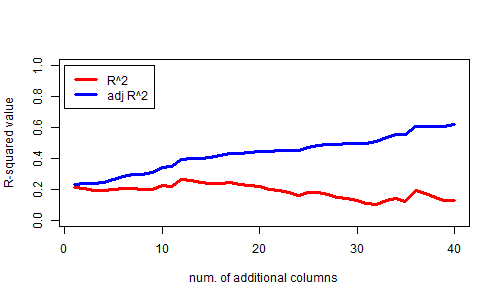 R^2
adj R^2
R-squared value
0.0 0.2 0.4 0.6 0.8 1.0
0 10 20 30 40
num. of additional columns